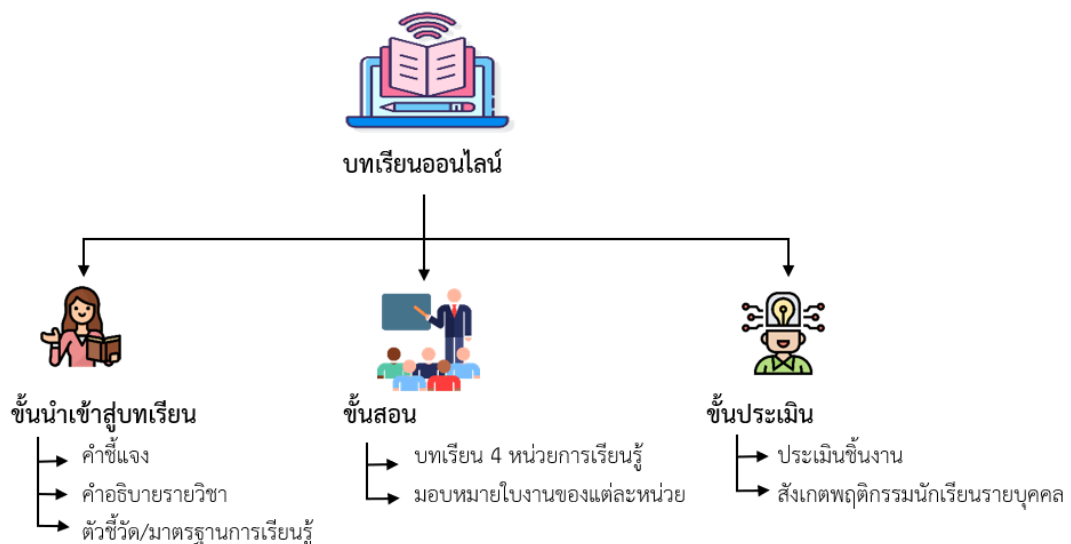 บทเรียนออนไลน์
ขั้นนำเข้าสู่บทเรียน
คำชี้แจง
คำอธิบายรายวิชา
ตัวชี้วัด/มาตรฐานการเรียนรู้
ขั้นสอน
บทเรียน 4 หน่วยการเรียนรู้
มอบหมายใบงานของแต่ละหน่วย
ขั้นประเมิน
ประเมินชิ้นงาน
สังเกตพฤติกรรมนักเรียนรายบุคคล